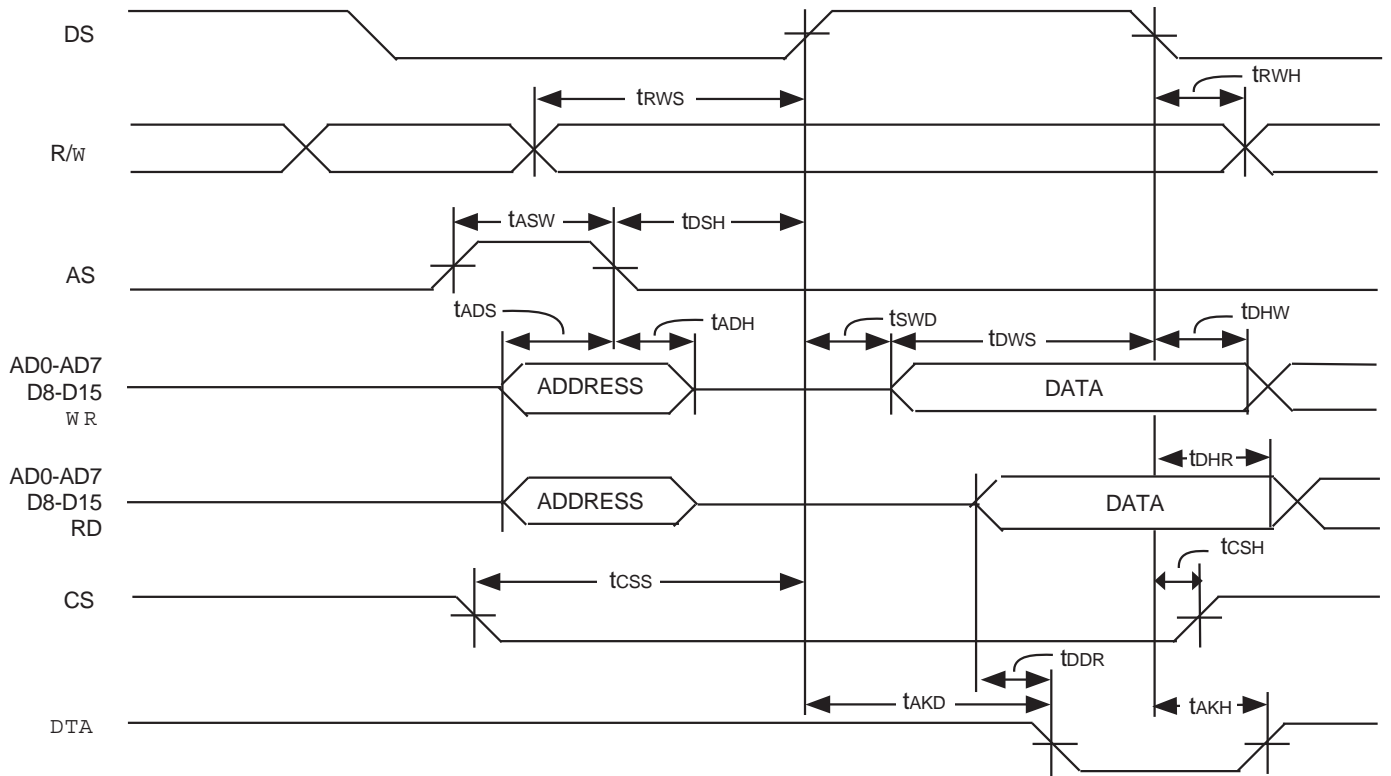 DS
tRWH
tRWS
R/W
tASW
tDSH
AS
tADS
tADH
tSWD
tDWS
tDHW
AD0-AD7
D8-D15
WR
ADDRESS
DATA
tDHR
AD0-AD7
D8-D15
RD
ADDRESS
DATA
tCSH
tCSS
CS
tDDR
tAKD
tAKH
DTA